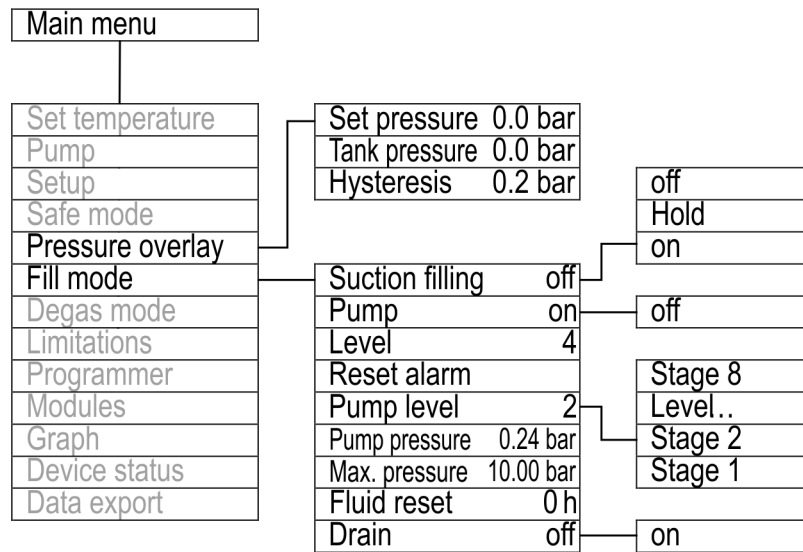 Main menu
Set temperature
Pump
Setup
Safe mode
Pressure overlay
Fill mode
Degas mode
Limitations
Programmer
Modules
Graph
Device status
Data export
Set pressure 0.0 bar
Tank pressure 0.0 bar
Hysteresis 0.2 bar
Suction filling off
Pump on
Level 4
Reset alarm
Pump level 2
Pump pressure 0.24 bar
Max. pressure 10.00 bar
Fluid reset 0 h
Drain off
off
Hold
on
off
Stage 8
Level...
Stage 2
Stage 1
on